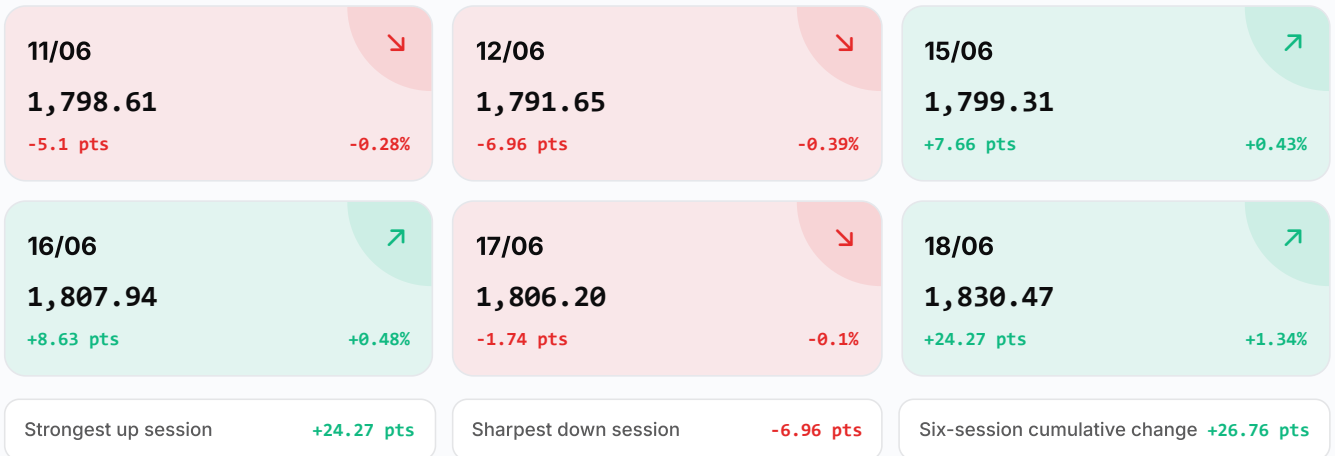 11/06
1,798.61
-5.1 pts -0.28%
12/06
1,791.65
-6.96 pts -0.39%
15/06
1,799.31
+7.66 pts +0.43%
16/06
1,807.94
+8.63 pts +0.48%
17/06
1,806.20
-1.74 pts -0.1%
18/06
1,830.47
+24.27 pts +1.34%
Strongest up session +24.27 pts
Sharpest down session -6.96 pts
Six-session cumulative change +26.76 pts